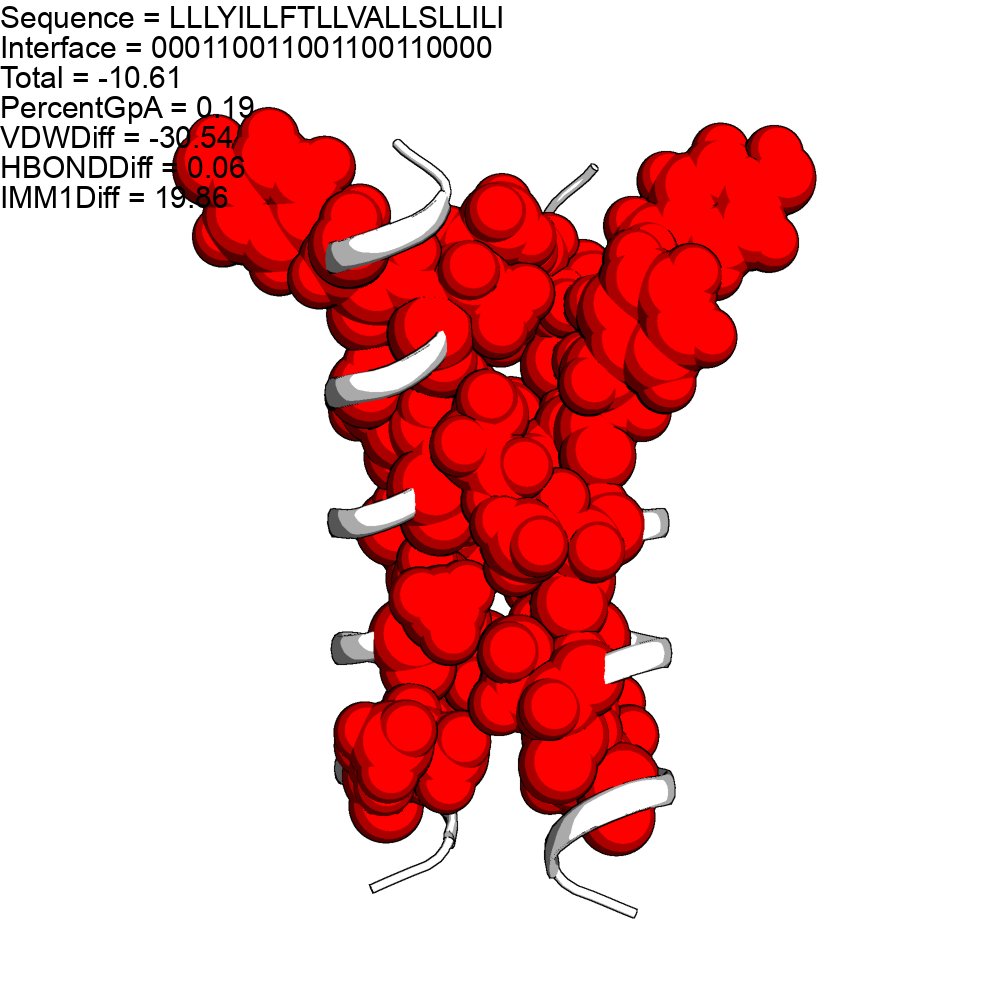 Sequence = LLLYILLFTLLVALLSLLILI
Interface = 000110011001100110000
Total = -10.61
PercentGpA = 0.19
VDWDiff = -30.54
HBONDDiff = 0.06
IMM1Diff = 19.86